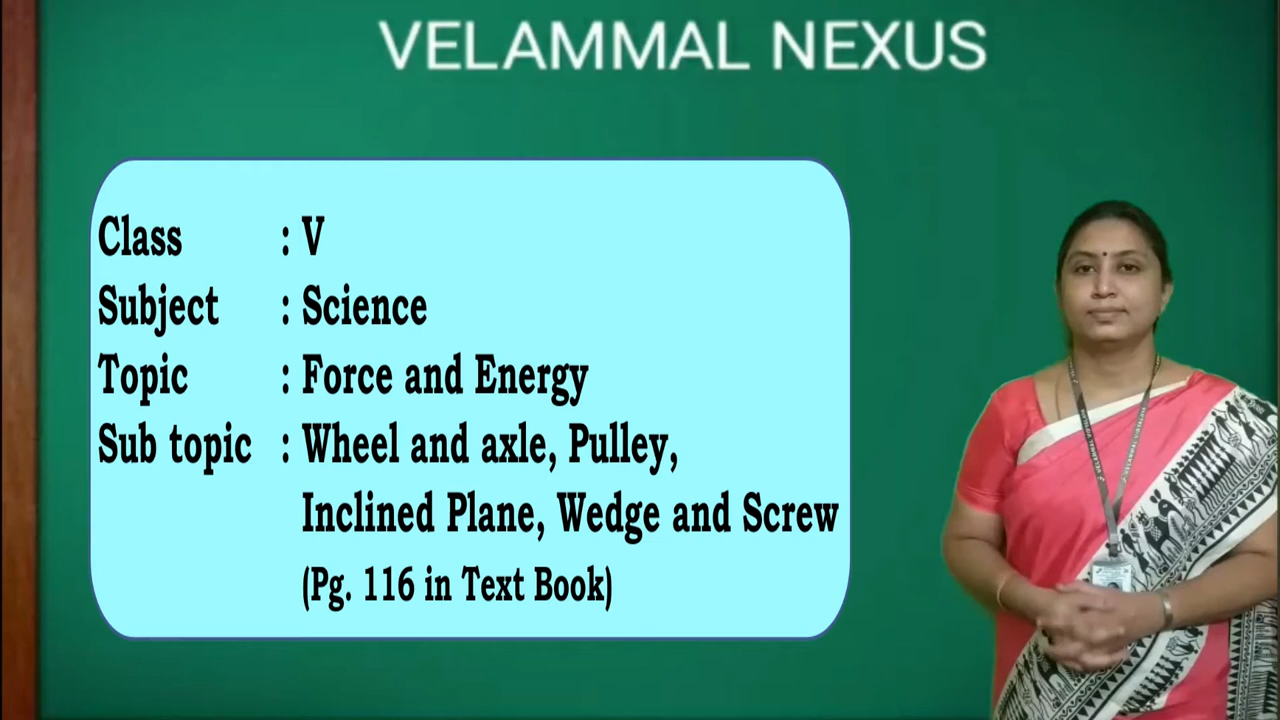 VELAMMAL NEXUS
Class : V
Subject : Science
Topic : Force and Energy
Sub topic : Wheel and axle, Pulley,
Inclined Plane, Wedge and Screw
(Pg. 116 in Text Book)